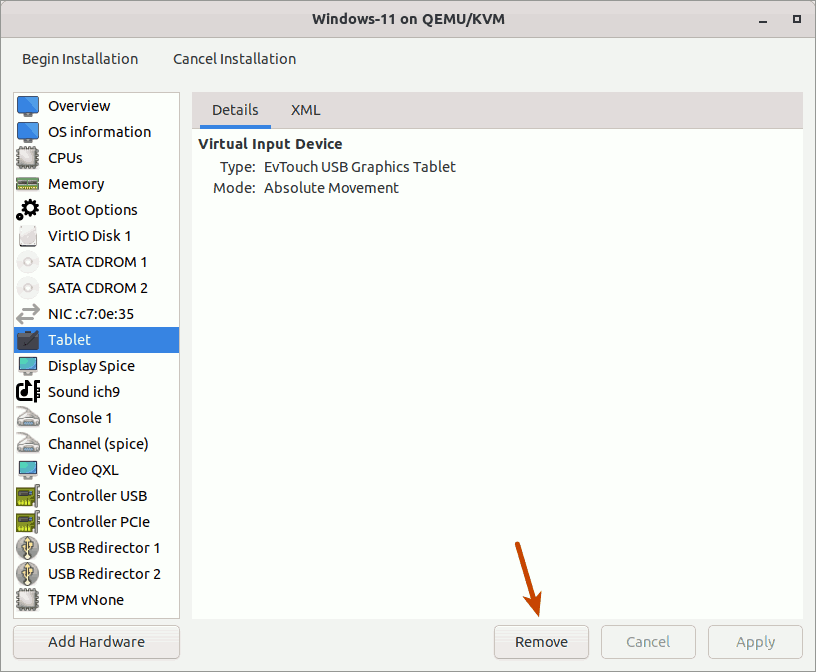 Windows-11 on QEMU/KVM
Begin Installation Cancel Installation
Overview
OS information
CPUs
Memory
Boot Options
VirtIO Disk 1
SATA CDROM 1
SATA CDROM 2
NIC :c7:0e:35
Tablet
Display Spice
Sound ich9
Console 1
Channel (spice)
Video QXL
Controller USB
Controller PCIe
USB Redirector 1
USB Redirector 2
TPM vNone
Add Hardware
Details XML
Virtual Input Device
Type: EvTouch USB Graphics Tablet
Mode: Absolute Movement
Remove Cancel Apply